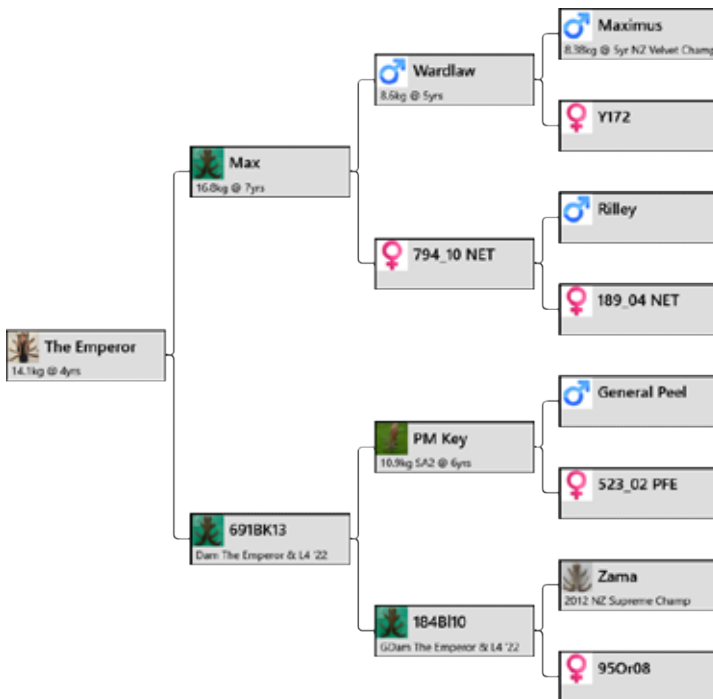 Maximus
8.38kg @ 5yr NZ Velvet Champ
Wardlaw
8.6kg @ 5yrs
Y172
Max
16.8kg @ 7yrs
Rilley
794_10 NET
189_04 NET
The Emperor
14.1kg @ 4yrs
General Peel
PM Key
10.9kg SA2 @ 6yrs
523_02 PFE
691BK13
Dam The Emperor & L4 '22
Zama
2012 NZ Supreme Champ
184Bl10
GDam The Emperor & L4 '22
95Or08